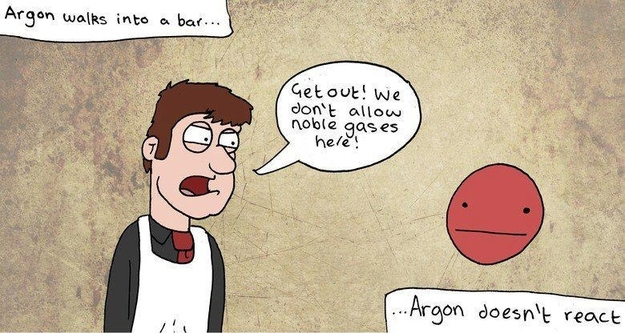 Argon walks into a bar...
Get out! We
don't allow
noble gases
here!
...Argon doesn't react